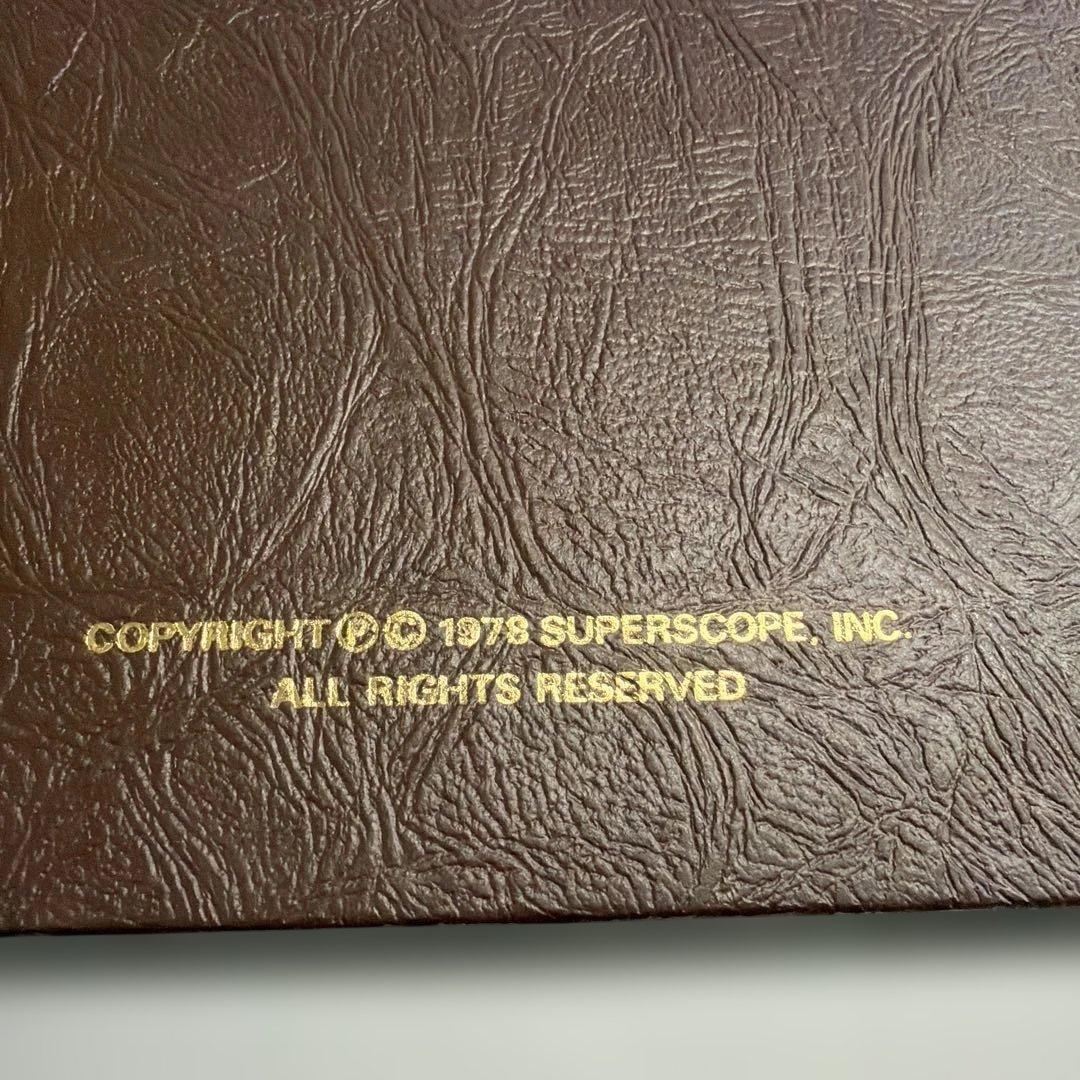 COPYRIGHT ℗ © 1978 SUPERSCOPE, INC.
ALL RIGHTS RESERVED